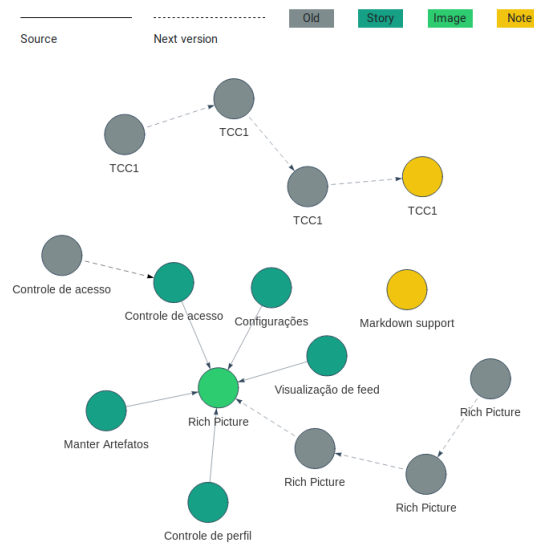 Old
Story
Image
Note
Source
Next version
TCC1
TCC1
TCC1
TCC1
Controle de acesso
Controle de acesso
Configurações
Markdown support
Visualização de feed
Rich Picture
Rich Picture
Manter Artefatos
Rich Picture
Rich Picture
Controle de perfil